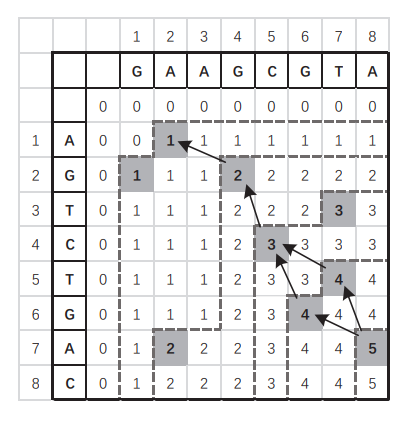 1 2 3 4 5 6 7 8
G A A G C G T A
0 0 0 0 0 0 0 0 0
1 A 0 0 1 1 1 1 1 1 1
2 G 0 1 1 1 2 2 2 2 2
3 T 0 1 1 1 2 2 2 3 3
4 C 0 1 1 1 2 3 3 3 3
5 T 0 1 1 1 2 3 3 4 4
6 G 0 1 1 1 2 3 4 4 4
7 A 0 1 2 2 2 3 4 4 5
8 C 0 1 2 2 2 3 4 4 5